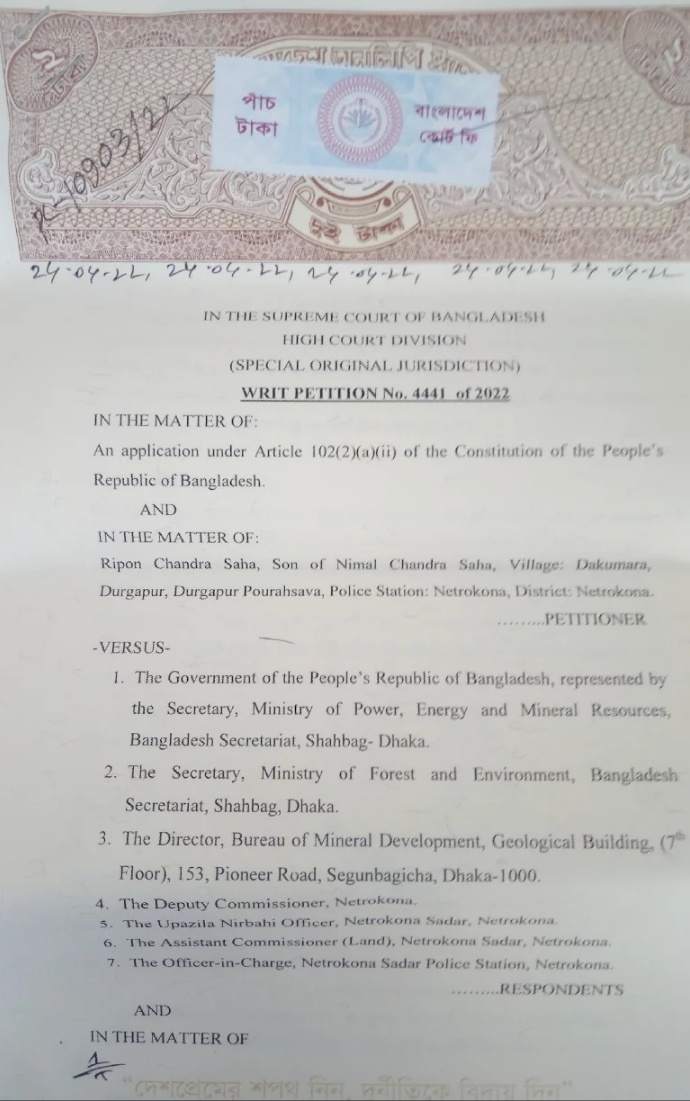 পাঁচ
টাকা
বাংলাদেশ
কোর্ট ফি
10903/22
দুই টাকা
24.04.22, 24.04.22, 24.04.22, 24.04.22, 24.04.22
IN THE SUPREME COURT OF BANGLADESH
HIGH COURT DIVISION
(SPECIAL ORIGINAL JURISDICTION)
WRIT PETITION No. 4441 of 2022
IN THE MATTER OF:
An application under Article 102(2)(a)(ii) of the Constitution of the People's
Republic of Bangladesh.
AND
IN THE MATTER OF:
Ripon Chandra Saha, Son of Nimal Chandra Saha, Village: Dakumara,
Durgapur, Durgapur Pourahsava, Police Station: Netrokona, District: Netrokona.
.........PETITIONER
-VERSUS-
1. The Government of the People's Republic of Bangladesh, represented by
the Secretary, Ministry of Power, Energy and Mineral Resources,
Bangladesh Secretariat, Shahbag- Dhaka.
2. The Secretary, Ministry of Forest and Environment, Bangladesh
Secretariat, Shahbag, Dhaka.
3. The Director, Bureau of Mineral Development, Geological Building, (7th
Floor), 153, Pioneer Road, Segunbagicha, Dhaka-1000.
4. The Deputy Commissioner, Netrokona.
5. The Upazila Nirbahi Officer, Netrokona Sadar, Netrokona.
6. The Assistant Commissioner (Land), Netrokona Sadar, Netrokona.
7. The Officer-in-Charge, Netrokona Sadar Police Station, Netrokona.
.........RESPONDENTS
AND
IN THE MATTER OF
"দেশপ্রেমের শপথ নিন, দুর্নীতিকে বিদায় দিন"